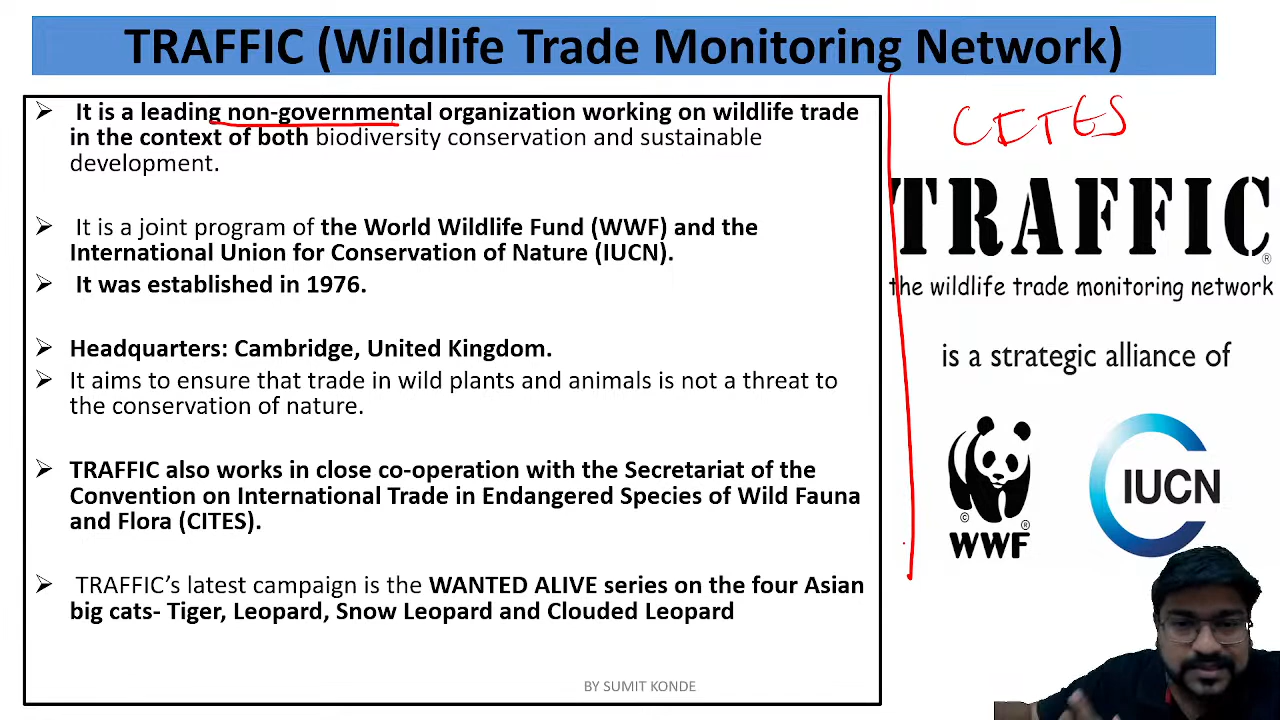 TRAFFIC (Wildlife Trade Monitoring Network)
➢ It is a leading non-governmental organization working on wildlife trade
in the context of both biodiversity conservation and sustainable
development.
➢ It is a joint program of the World Wildlife Fund (WWF) and the
International Union for Conservation of Nature (IUCN).
➢ It was established in 1976.
➢ Headquarters: Cambridge, United Kingdom.
➢ It aims to ensure that trade in wild plants and animals is not a threat to
the conservation of nature.
➢ TRAFFIC also works in close co-operation with the Secretariat of the
Convention on International Trade in Endangered Species of Wild Fauna
and Flora (CITES).
➢ TRAFFIC’s latest campaign is the WANTED ALIVE series on the four Asian
big cats- Tiger, Leopard, Snow Leopard and Clouded Leopard
BY SUMIT KONDE
CITES
TRAFFIC®
the wildlife trade monitoring network
is a strategic alliance of
© ®
WWF
IUCN